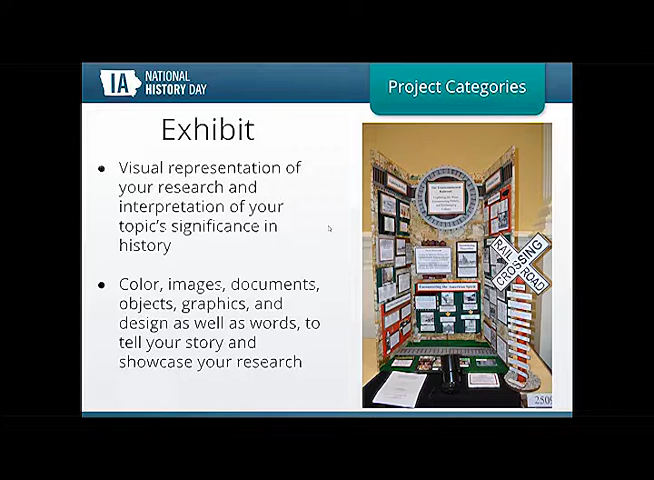 IA
NATIONAL
HISTORY DAY
Project Categories
Exhibit
● Visual representation of
your research and
interpretation of your
topic's significance in
history
● Color, images, documents,
objects, graphics, and
design as well as words, to
tell your story and
showcase your research
RAIL ROAD
CROSSING